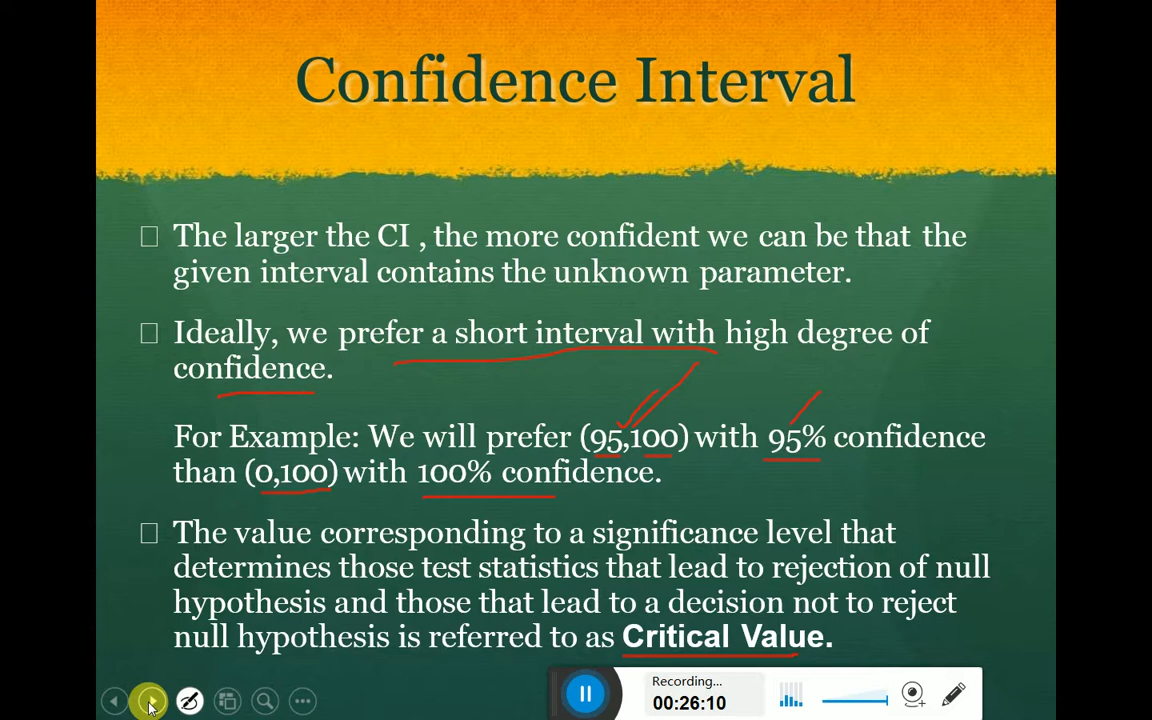 Confidence Interval
The larger the CI , the more confident we can be that the
given interval contains the unknown parameter.
Ideally, we prefer a short interval with high degree of
confidence.
For Example: We will prefer (95,100) with 95% confidence
than (0,100) with 100% confidence.
The value corresponding to a significance level that
determines those test statistics that lead to rejection of null
hypothesis and those that lead to a decision not to reject
null hypothesis is referred to as Critical Value.
Recording...
00:26:10